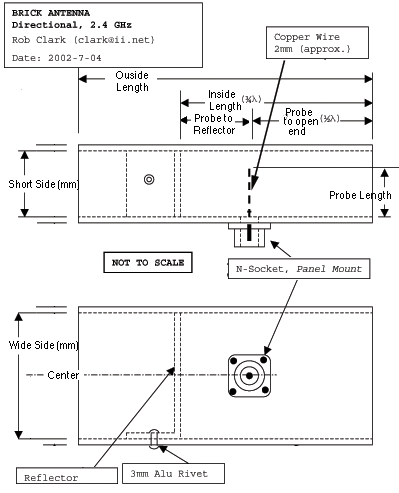 BRICK ANTENNA
Directional, 2.4 GHz
Rob Clark (clark@ii.net)
Date: 2002-7-04
Copper Wire
2mm (approx.)
Ouside
Length
Inside
Length (¾λ)
Probe to
Reflector
Probe
to open (½λ)
end
Short Side (mm)
Probe Length
NOT TO SCALE
N-Socket, Panel Mount
Wide Side (mm)
Center
Reflector
3mm Alu Rivet